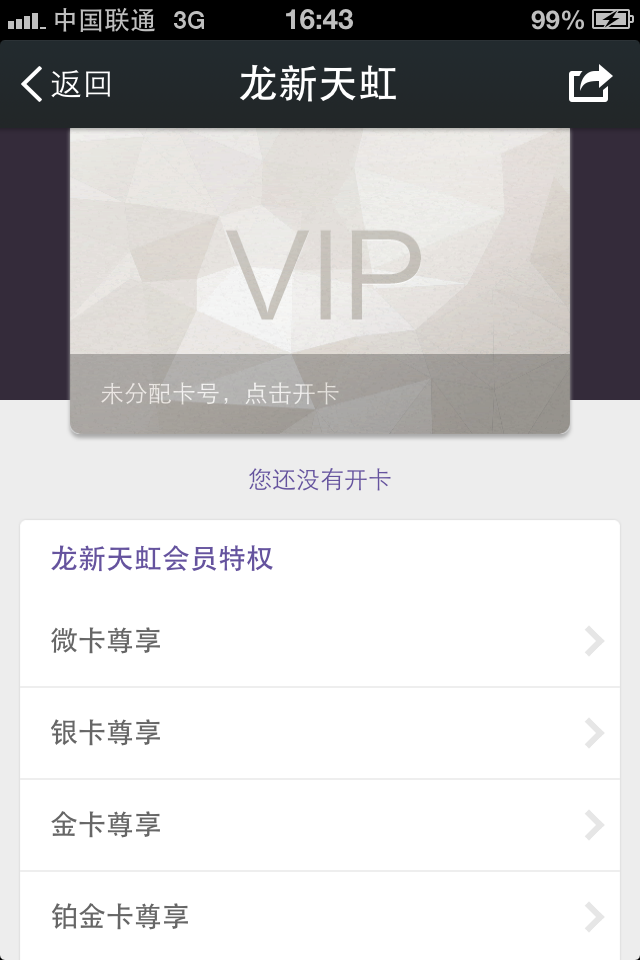 中国联通 3G 16:43 99%
返回 龙新天虹
VIP
未分配卡号，点击开卡
您还没有开卡
龙新天虹会员特权
微卡尊享
银卡尊享
金卡尊享
铂金卡尊享